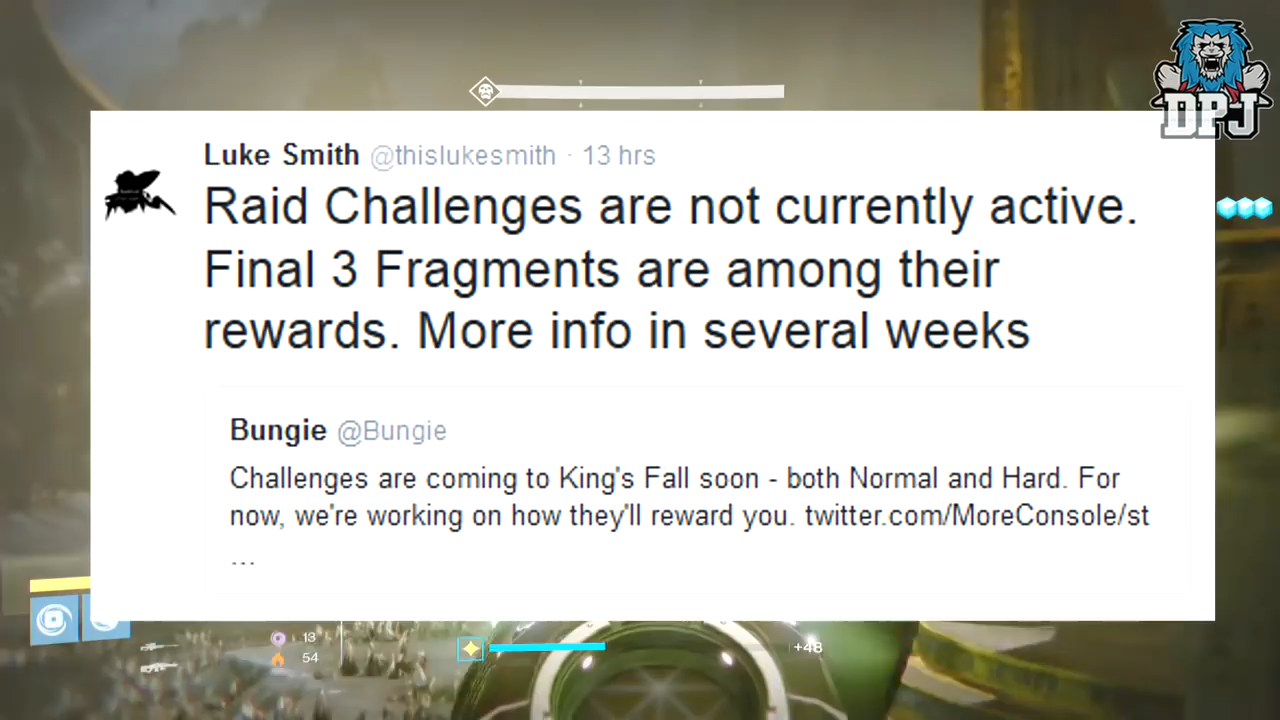 DPJ
Luke Smith @thislukesmith · 13 hrs
Raid Challenges are not currently active.
Final 3 Fragments are among their
rewards. More info in several weeks
Bungie @Bungie
Challenges are coming to King's Fall soon - both Normal and Hard. For
now, we're working on how they'll reward you. twitter.com/MoreConsole/st
...
13
54
+48